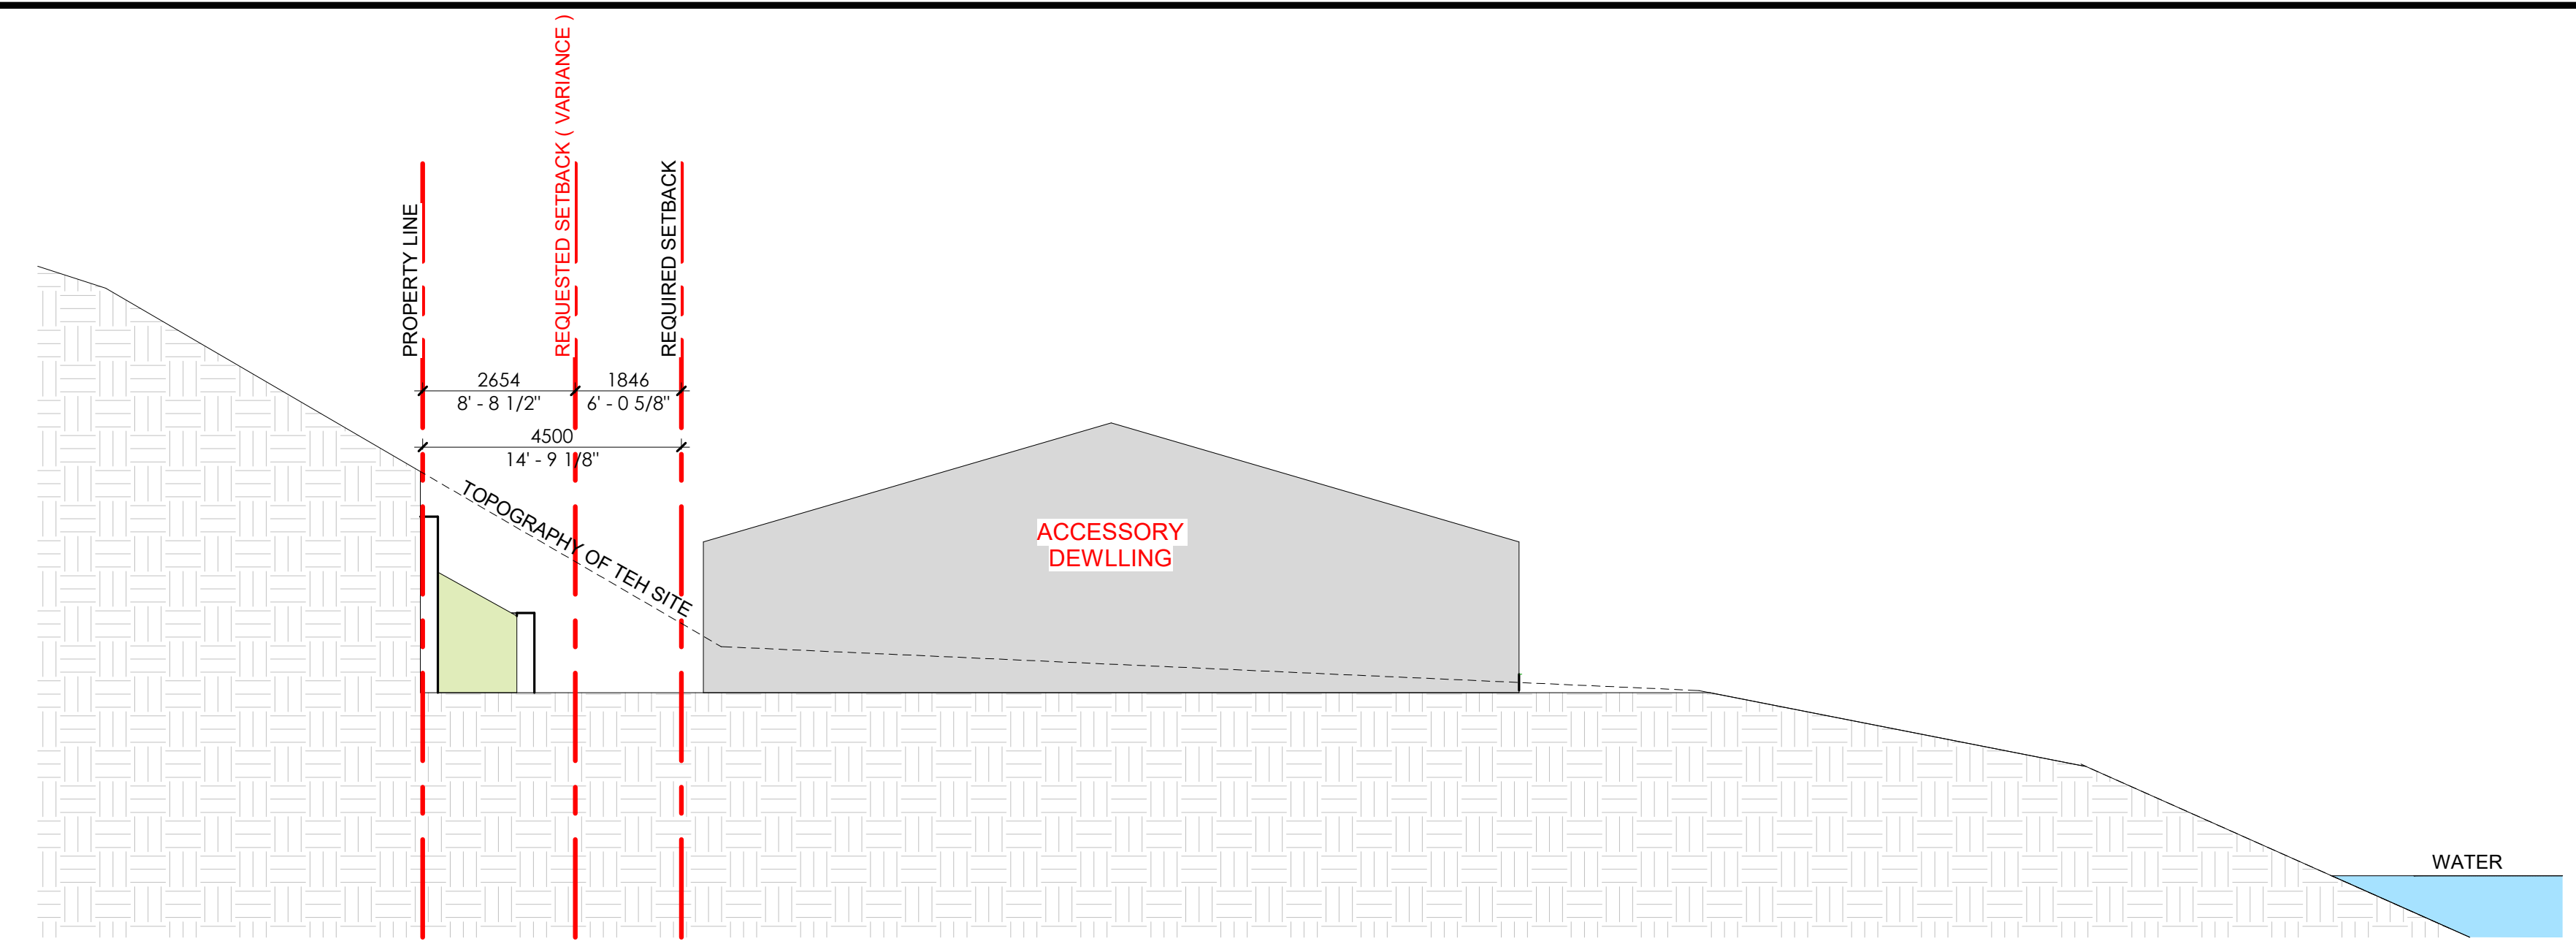 REQUESTED SETBACK ( VARIANCE )
PROPERTY LINE
REQUIRED SETBACK
2654
8' - 8 1/2"
1846
6' - 0 5/8"
4500
14' - 9 1/8"
TOPOGRAPHY OF TEH SITE
ACCESSORY
DEWLLING
WATER